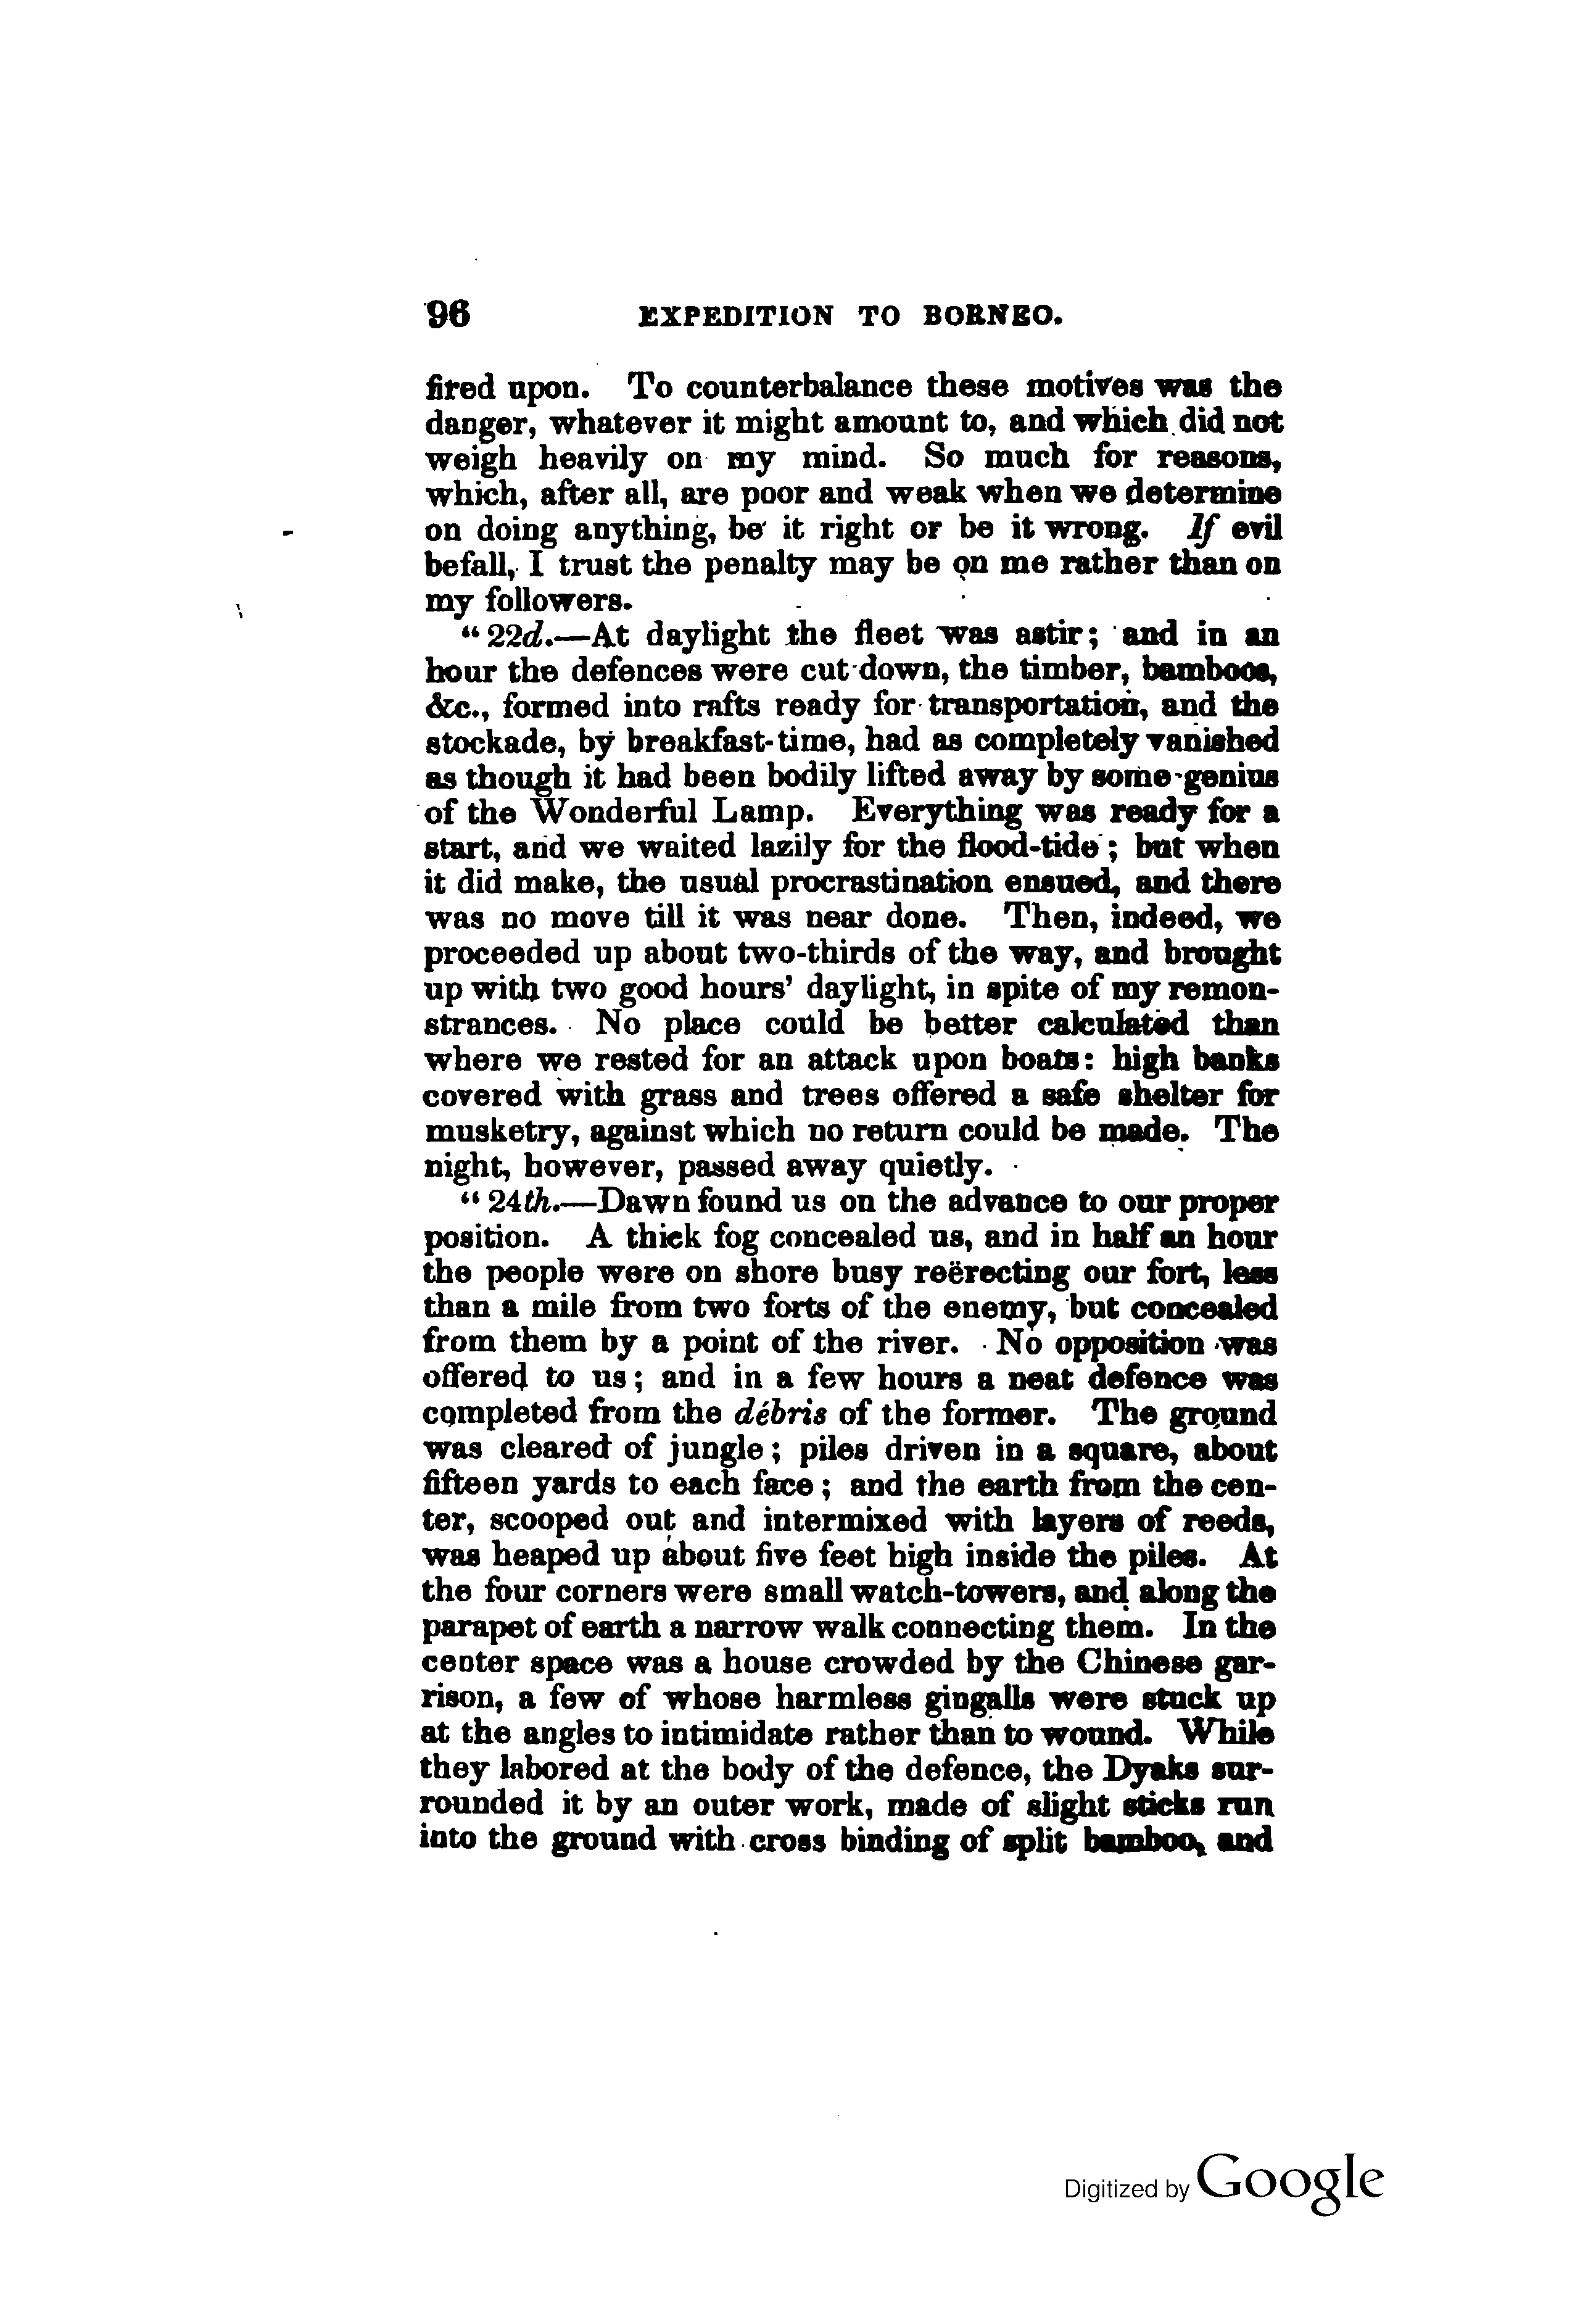 96 EXPEDITION TO BORNEO.
fired upon. To counterbalance these motives was the
danger, whatever it might amount to, and which did not
weigh heavily on my mind. So much for reasons,
which, after all, are poor and weak when we determine
on doing anything, be it right or be it wrong. If evil
befall, I trust the penalty may be on me rather than on
my followers.
“22d.—At daylight the fleet was astir; and in an
hour the defences were cut down, the timber, bamboos,
&c., formed into rafts ready for transportation, and the
stockade, by breakfast-time, had as completely vanished
as though it had been bodily lifted away by some genius
of the Wonderful Lamp. Everything was ready for a
start, and we waited lazily for the flood-tide; but when
it did make, the usual procrastination ensued, and there
was no move till it was near done. Then, indeed, we
proceeded up about two-thirds of the way, and brought
up with two good hours’ daylight, in spite of my remon-
strances. No place could be better calculated than
where we rested for an attack upon boats: high banks
covered with grass and trees offered a safe shelter for
musketry, against which no return could be made. The
night, however, passed away quietly.
“24th.—Dawn found us on the advance to our proper
position. A thick fog concealed us, and in half an hour
the people were on shore busy reërecting our fort, less
than a mile from two forts of the enemy, but concealed
from them by a point of the river. No opposition was
offered to us; and in a few hours a neat defence was
completed from the débris of the former. The ground
was cleared of jungle; piles driven in a square, about
fifteen yards to each face; and the earth from the cen-
ter, scooped out and intermixed with layers of reeds,
was heaped up about five feet high inside the piles. At
the four corners were small watch-towers, and along the
parapet of earth a narrow walk connecting them. In the
center space was a house crowded by the Chinese gar-
rison, a few of whose harmless gingalls were stuck up
at the angles to intimidate rather than to wound. While
they labored at the body of the defence, the Dyaks sur-
rounded it by an outer work, made of slight sticks run
into the ground with cross binding of split bamboo, and
Digitized by Google